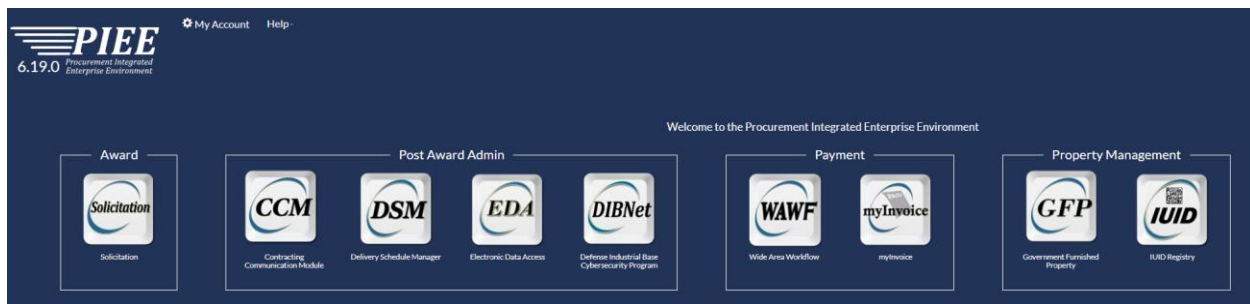 My Account Help
PIEE
6.19.0 Procurement Integrated
Enterprise Environment
Welcome to the Procurement Integrated Enterprise Environment
Award
Solicitation
Solicitation
Post Award Admin
CCM
Contracting
Communication Module
DSM
Delivery Schedule Manager
EDA
Electronic Data Access
DIBNet
Defense Industrial Base
Cybersecurity Program
Payment
WAWF
Wide Area Workflow
myInvoice
myInvoice
Property Management
GFP
Government Furnished
Property
IUID
IUID Registry